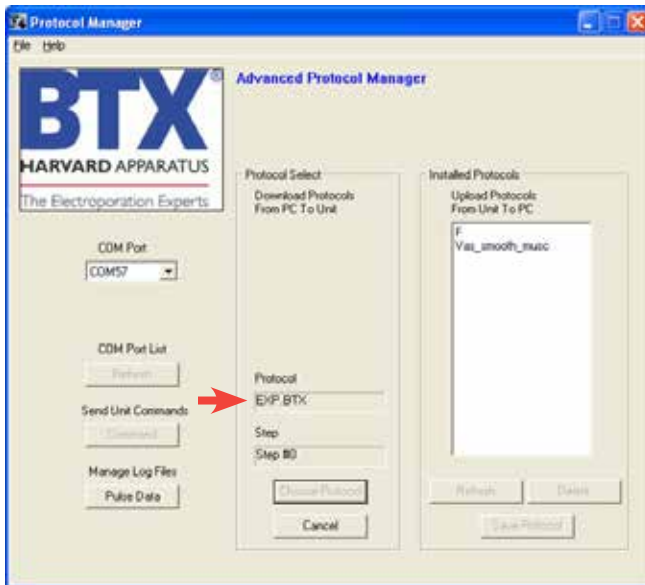 Protocol Manager
File Help
BTX®
HARVARD APPARATUS
The Electroporation Experts
Advanced Protocol Manager
COM Port
COM57
COM Port List
Refresh
Send Unit Commands
Command
Manage Log Files
Pulse Data
Protocol Select
Download Protocols
From PC To Unit
Protocol
EXP.BTX
Step
Step #0
Choose Protocol
Cancel
Installed Protocols
Upload Protocols
From Unit To PC
F
Vas_smooth_musc
Refresh
Delete
Save Protocol